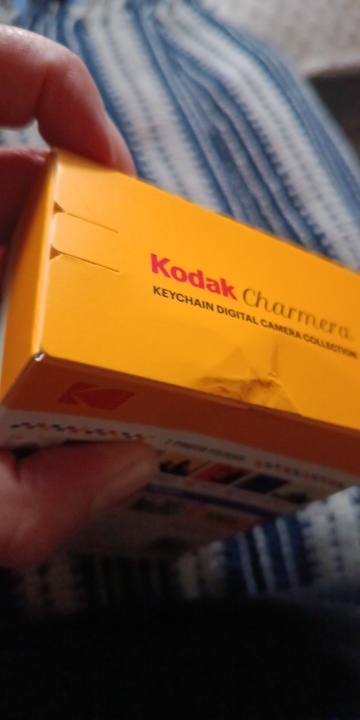 Kodak Charmera
KEYCHAIN DIGITAL CAMERA COLLECTION